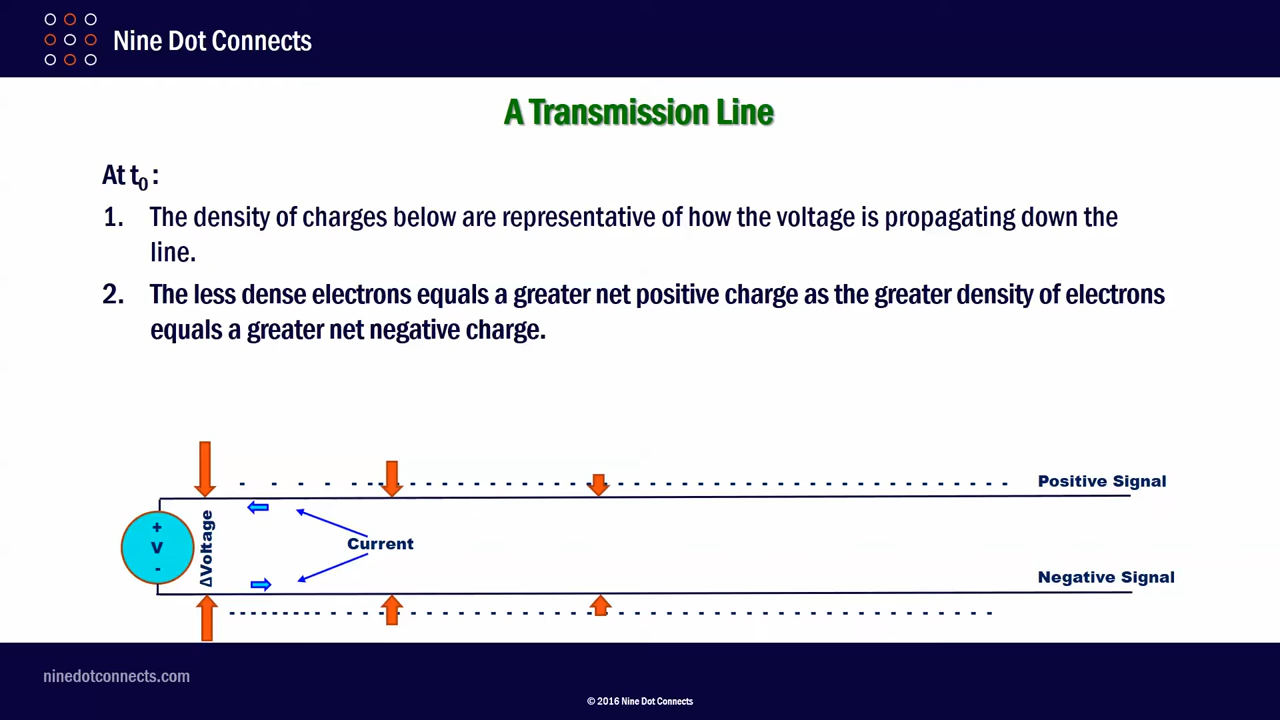 Nine Dot Connects
A Transmission Line
At t₀ :
1. The density of charges below are representative of how the voltage is propagating down the
line.
2. The less dense electrons equals a greater net positive charge as the greater density of electrons
equals a greater net negative charge.
Positive Signal
+
V
-
ΔVoltage
Current
Negative Signal
ninedotconnects.com
© 2016 Nine Dot Connects